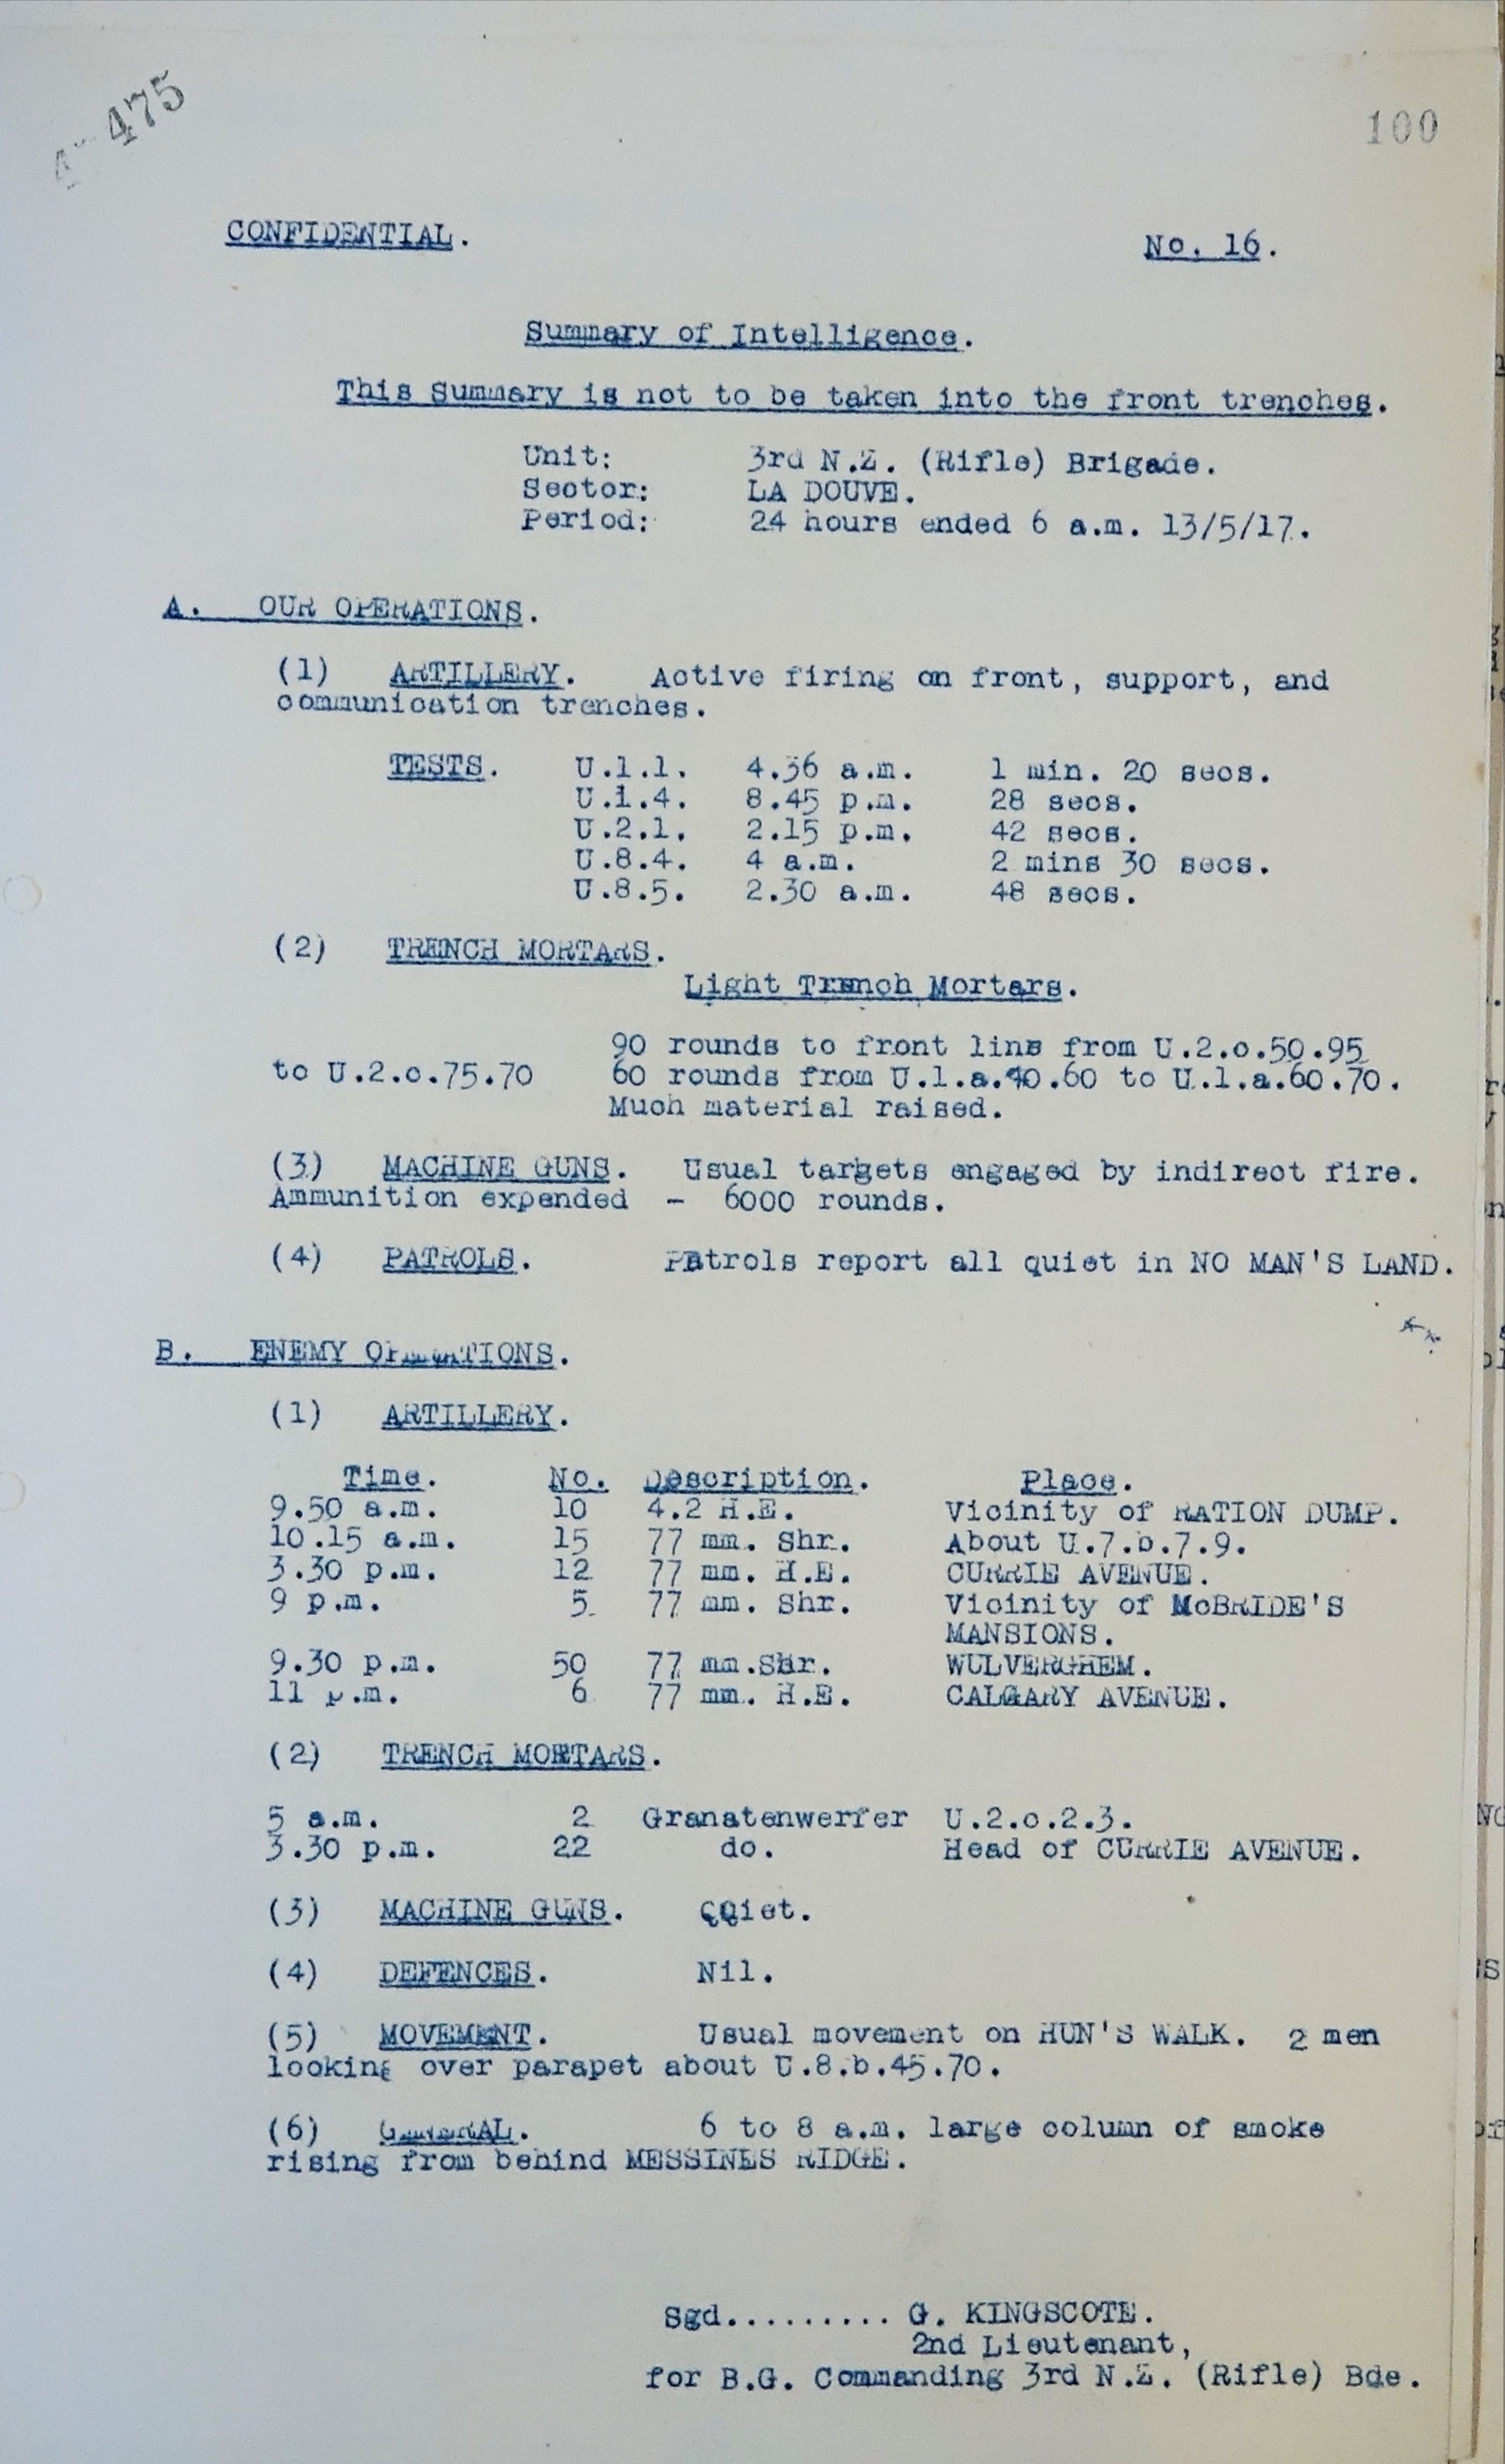 475
100
CONFIDENTIAL. No. 16.
Summary of Intelligence.
This Summary is not to be taken into the front trenches.
Unit: 3rd N.Z. (Rifle) Brigade.
Sector: LA DOUVE.
Period: 24 hours ended 6 a.m. 13/5/17.
A. OUR OPERATIONS.
(1) ARTILLERY. Active firing on front, support, and
communication trenches.
TESTS. U.1.1. 4.36 a.m. 1 min. 20 secs.
U.1.4. 8.45 p.m. 28 secs.
U.2.1. 2.15 p.m. 42 secs.
U.8.4. 4 a.m. 2 mins 30 secs.
U.8.5. 2.30 a.m. 48 secs.
(2) TRENCH MORTARS.
Light Trench Mortars.
90 rounds to front line from U.2.c.50.95
to U.2.c.75.70 60 rounds from U.1.a.40.60 to U.1.a.60.70.
Much material raised.
(3) MACHINE GUNS. Usual targets engaged by indirect fire.
Ammunition expended - 6000 rounds.
(4) PATROLS. Patrols report all quiet in NO MAN'S LAND.
B. ENEMY OPERATIONS.
(1) ARTILLERY.
Time. No. Description. Place.
9.50 a.m. 10 4.2 H.E. Vicinity of RATION DUMP.
10.15 a.m. 15 77 mm. Shr. About U.7.b.7.9.
3.30 p.m. 12 77 mm. H.E. CURRIE AVENUE.
9 p.m. 5 77 mm. Shr. Vicinity of McBRIDE'S
MANSIONS.
9.30 p.m. 50 77 mm.Shr. WULVERGHEM.
11 p.m. 6 77 mm. H.E. CALGARY AVENUE.
(2) TRENCH MORTARS.
5 a.m. 2 Granatenwerfer U.2.c.2.3.
3.30 p.m. 22 do. Head of CURRIE AVENUE.
(3) MACHINE GUNS. QQiet.
(4) DEFENCES. Nil.
(5) MOVEMENT. Usual movement on HUN'S WALK. 2 men
looking over parapet about U.8.b.45.70.
(6) GENERAL. 6 to 8 a.m. large column of smoke
rising from behind MESSINES RIDGE.
Sgd.......... G. KINGSCOTE.
2nd Lieutenant,
for B.G. Commanding 3rd N.Z. (Rifle) Bde.